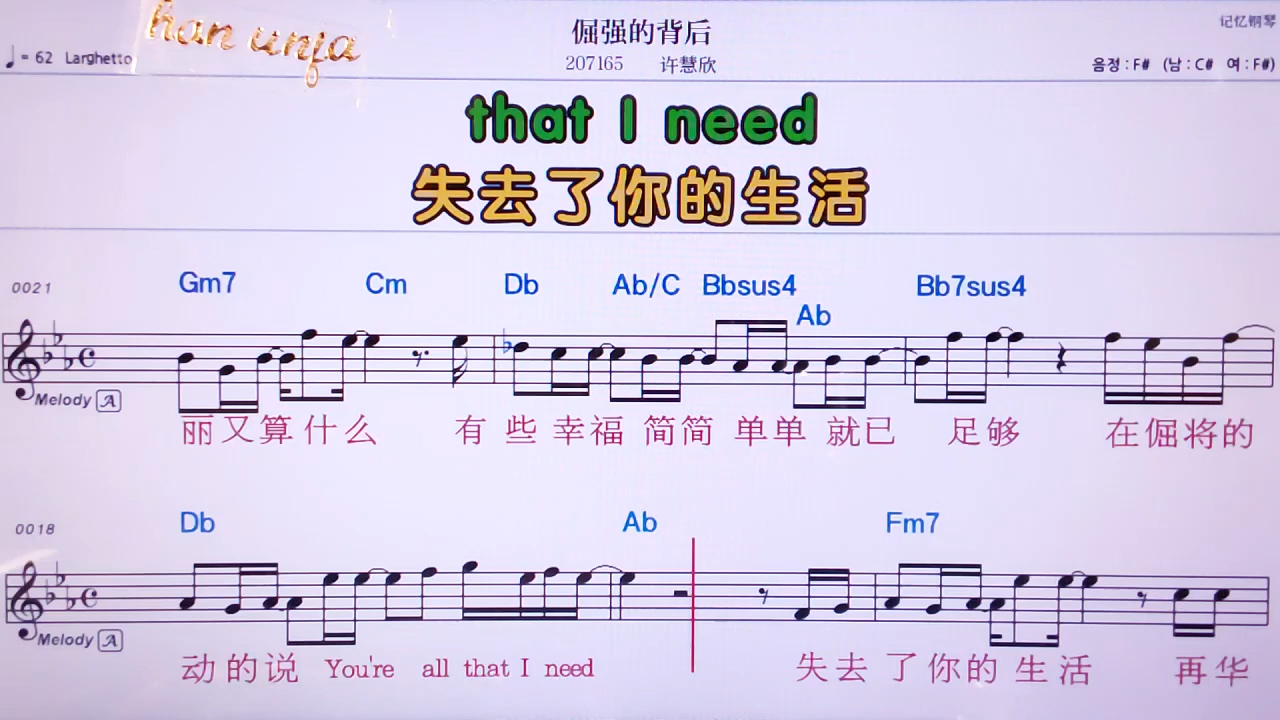 han unja
倔强的背后
记忆钢琴
♩= 62 Larghetto
207165 许慧欣
음정 : F# (남 : C# 여 : F#)
that I need
失去了你的生活
0021 Gm7 Cm Db Ab/C Bbsus4 Ab Bb7sus4
Melody A
丽又算什么 有些幸福 简简单单就已 足够 在倔将的
0018 Db Ab Fm7
Melody A
动的说 You're all that I need 失去了你的生活 再华